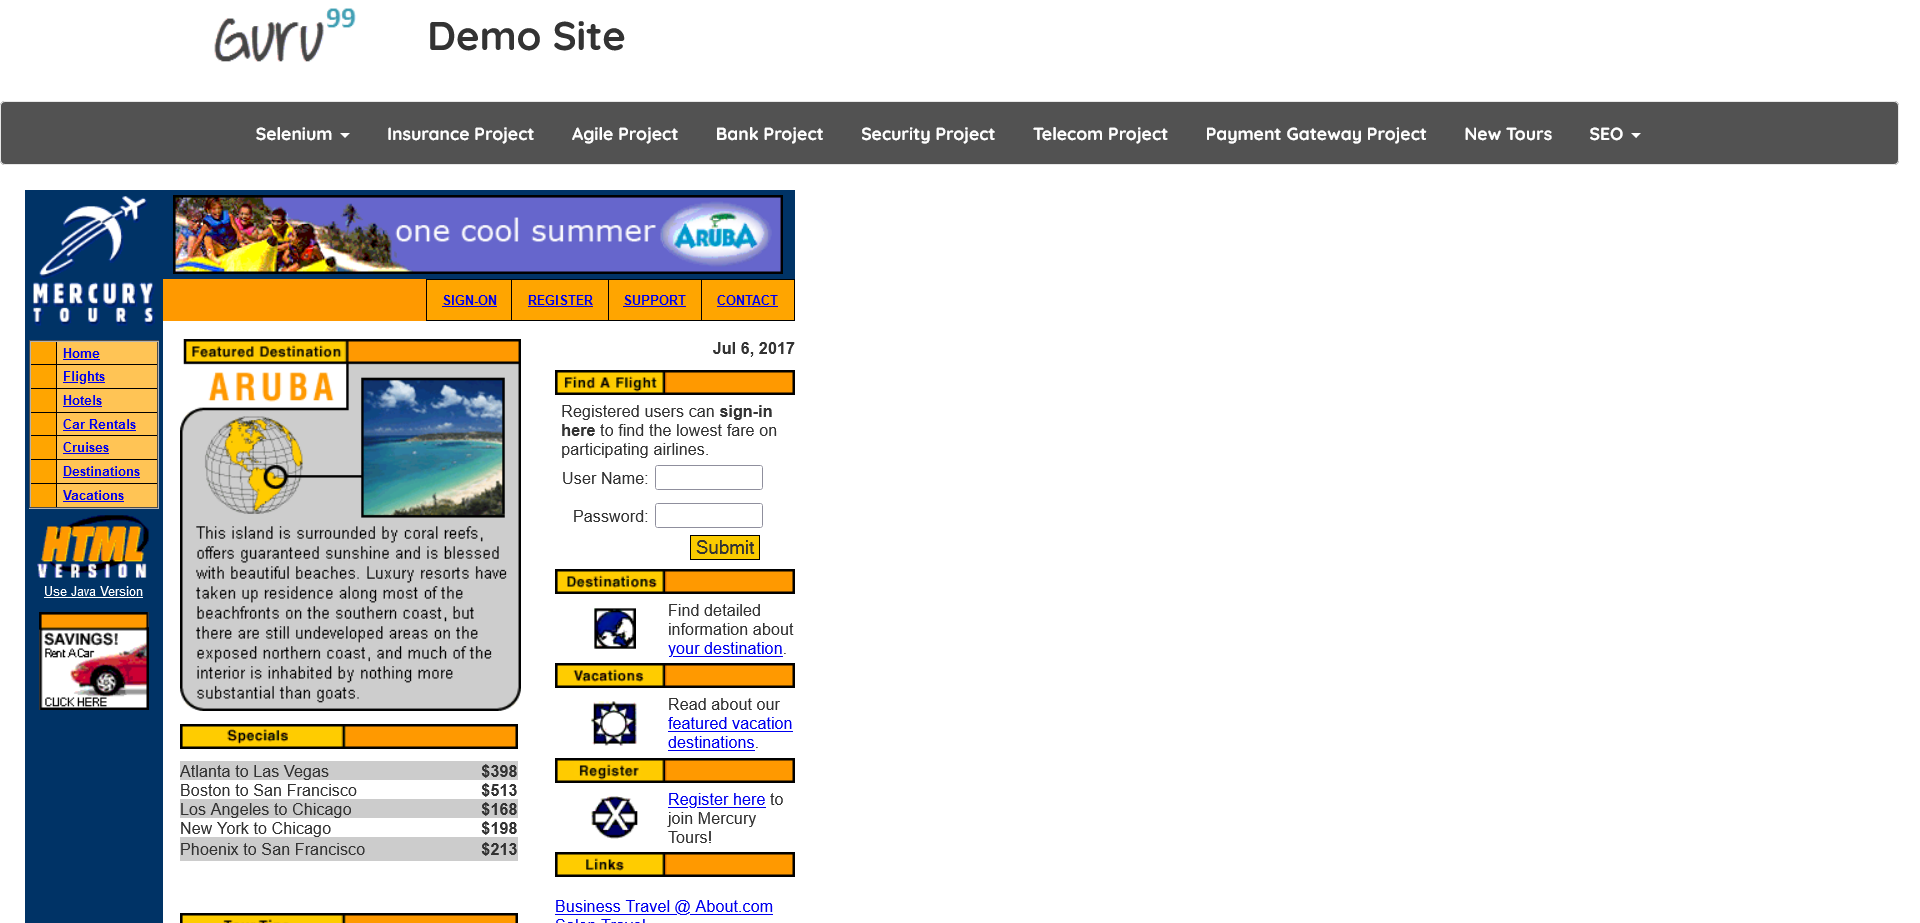 Guru99
Demo Site
Selenium Insurance Project Agile Project Bank Project Security Project Telecom Project Payment Gateway Project New Tours SEO
one cool summer ARUBA
MERCURY
TOURS
SIGN-ON REGISTER SUPPORT CONTACT
Home
Flights
Hotels
Car Rentals
Cruises
Destinations
Vacations
HTML
VERSION
Use Java Version
SAVINGS!
Rent A Car
CLICK HERE
Featured Destination
ARUBA
This island is surrounded by coral reefs,
offers guaranteed sunshine and is blessed
with beautiful beaches. Luxury resorts have
taken up residence along most of the
beachfronts on the southern coast, but
there are still undeveloped areas on the
exposed northern coast, and much of the
interior is inhabited by nothing more
substantial than goats.
Specials
Atlanta to Las Vegas $398
Boston to San Francisco $513
Los Angeles to Chicago $168
New York to Chicago $198
Phoenix to San Francisco $213
Jul 6, 2017
Find A Flight
Registered users can sign-in
here to find the lowest fare on
participating airlines.
User Name:
Password:
Submit
Destinations
Find detailed
information about
your destination.
Vacations
Read about our
featured vacation
destinations.
Register
Register here to
join Mercury
Tours!
Links
Business Travel @ About.com